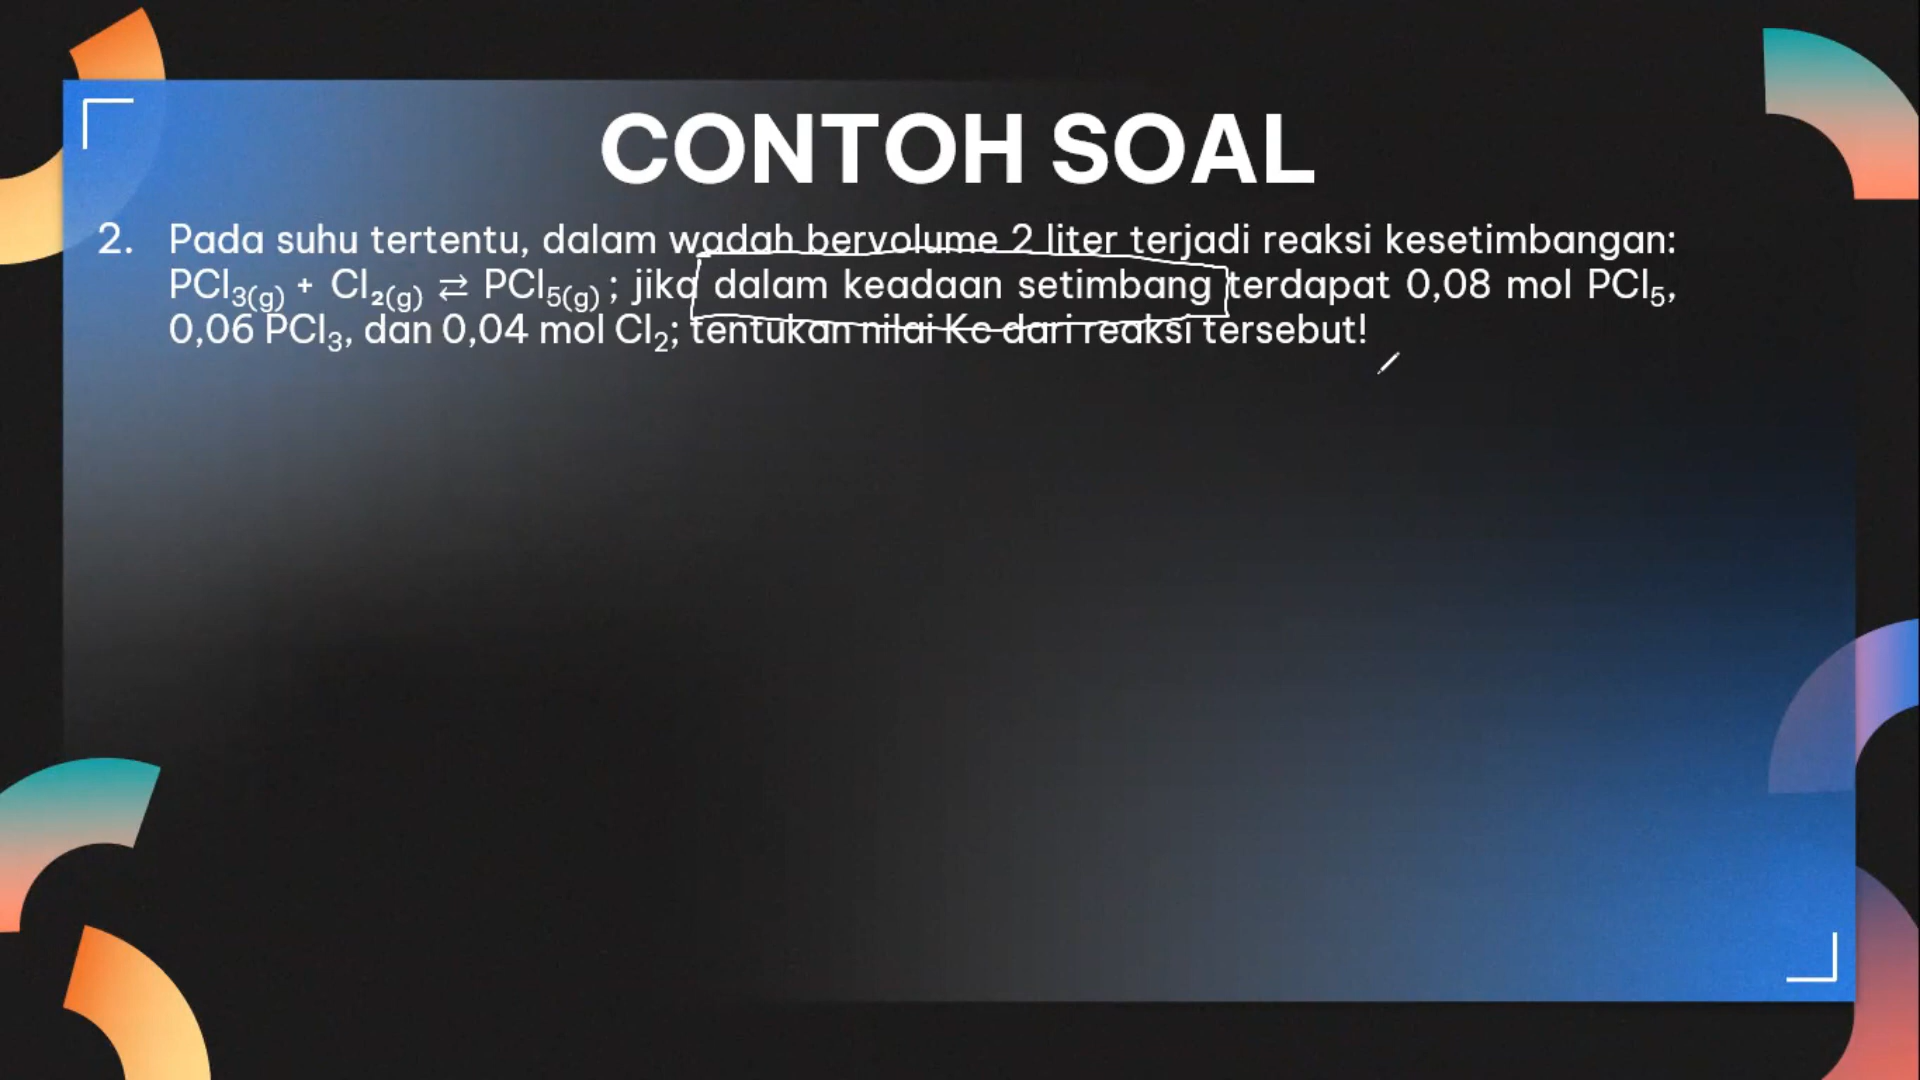 CONTOH SOAL
2. Pada suhu tertentu, dalam wadah bervolume 2 liter terjadi reaksi kesetimbangan:
PCl₃(g) + Cl₂(g) ⇄ PCl₅(g) ; jika dalam keadaan setimbang terdapat 0,08 mol PCl₅,
0,06 PCl₃, dan 0,04 mol Cl₂; tentukan nilai Kc dari reaksi tersebut!